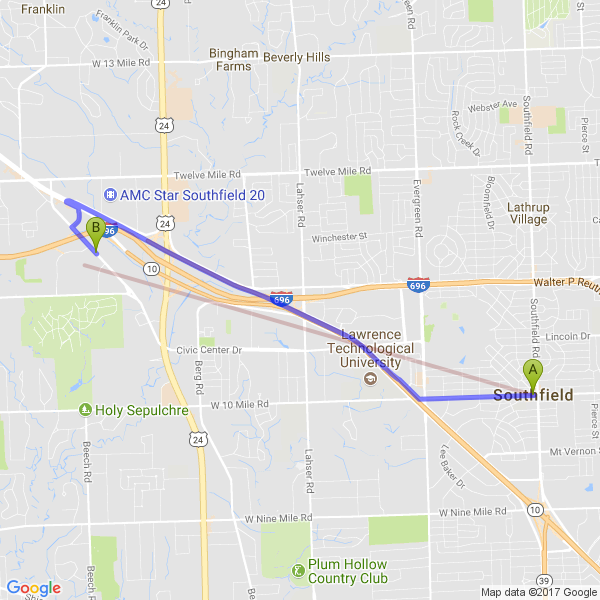 Franklin
Franklin Park Dr
W 13 Mile Rd
Bingham
Farms
Beverly Hills
24
Webster Ave
Rock Creek Dr
Southfield Rd
Pierce St
Twelve Mile Rd
Twelve Mile Rd
AMC Star Southfield 20
Lahser Rd
Evergreen Rd
Bloomfield Dr
Lathrup
Village
B
696
24
Winchester St
10
696
696
Walter P Reuth
Lawrence
Technological
University
Southfield Rd
Lincoln Dr
Civic Center Dr
Berg Rd
A
Southfield
Holy Sepulchre
W 10 Mile Rd
Pierce St
24
Beech Rd
Lahser Rd
Lee Baker Dr
Mt Vernon S
W Nine Mile Rd
W Nine Mile Rd
10
Plum Hollow
Country Club
Beech Rd
39
Google
Map data ©2017 Google